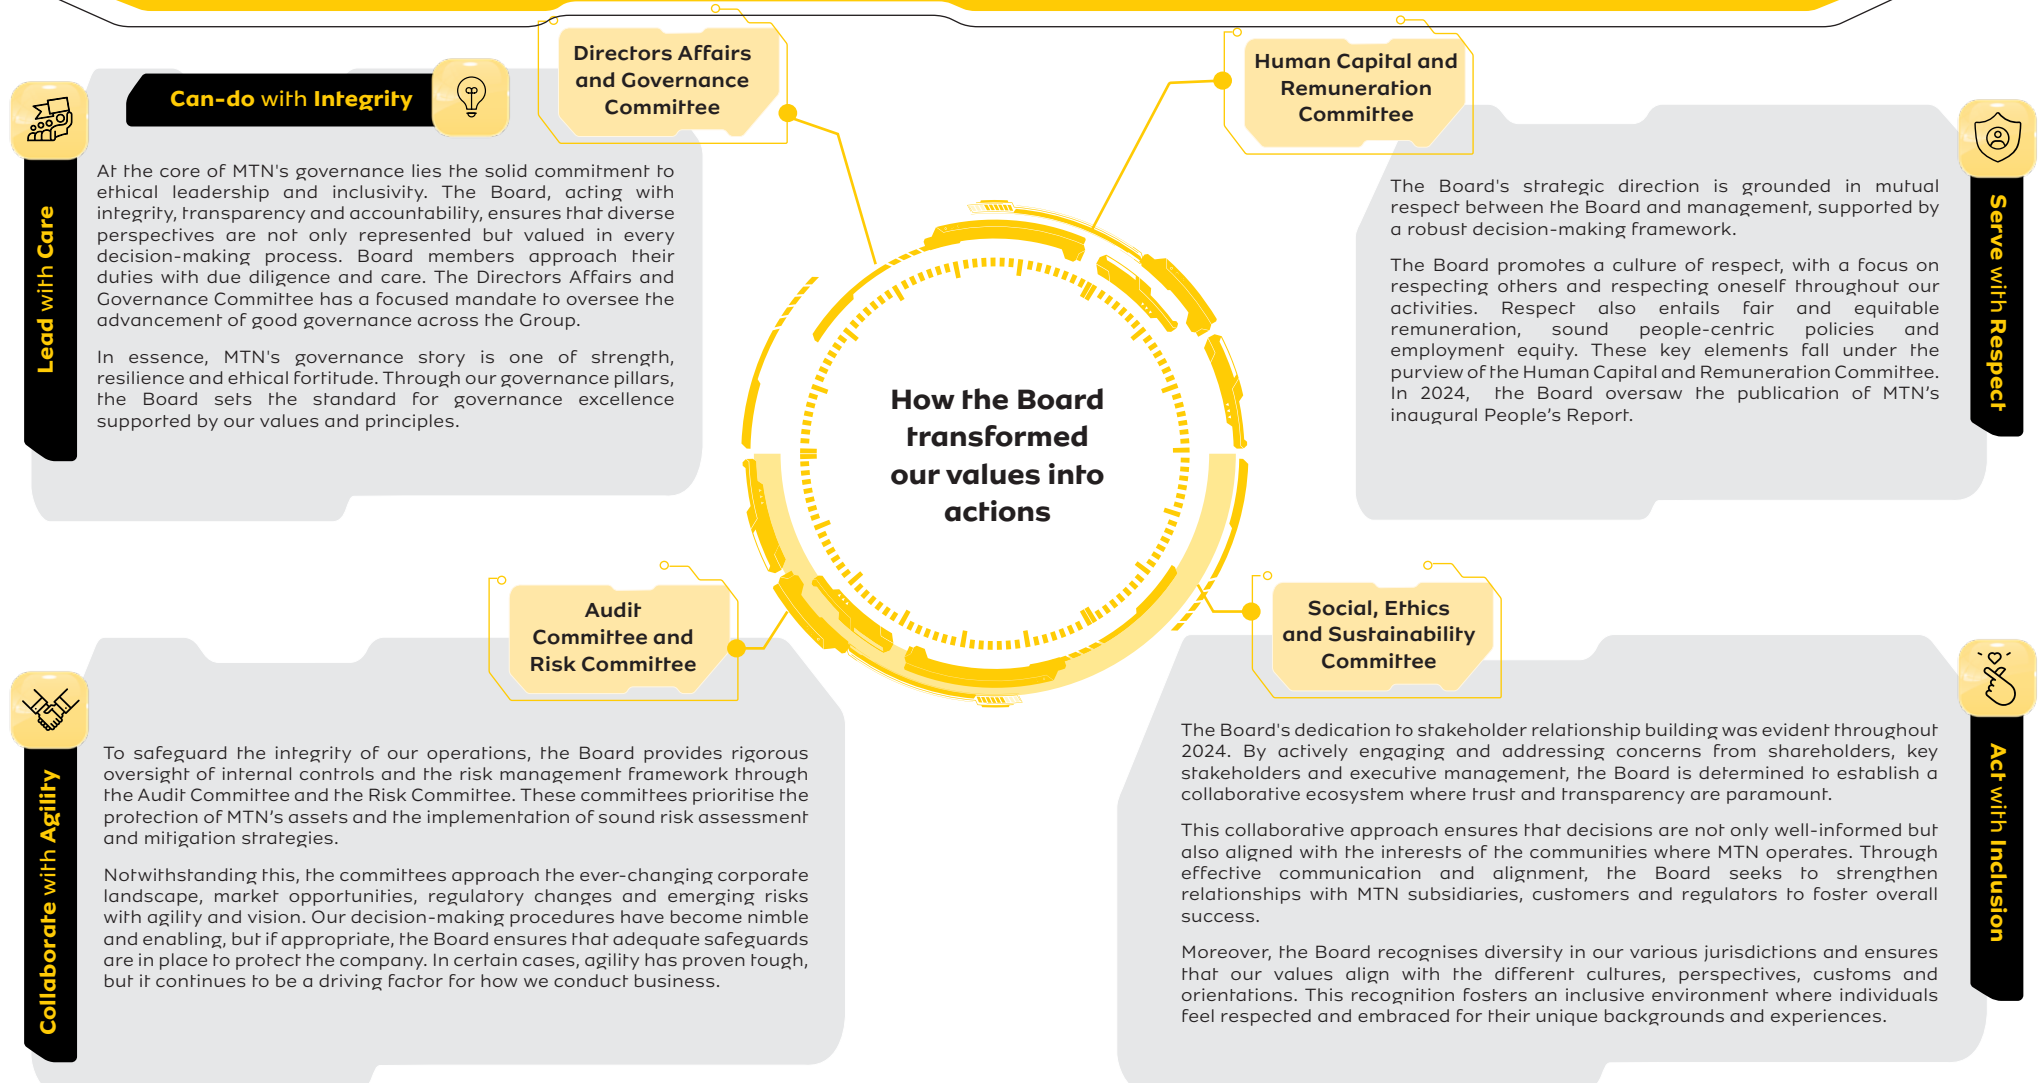 Directors Affairs
and Governance
Committee
Can-do with Integrity
Lead with Care
At the core of MTN's governance lies the solid commitment to
ethical leadership and inclusivity. The Board, acting with
integrity, transparency and accountability, ensures that diverse
perspectives are not only represented but valued in every
decision-making process. Board members approach their
duties with due diligence and care. The Directors Affairs and
Governance Committee has a focused mandate to oversee the
advancement of good governance across the Group.
In essence, MTN's governance story is one of strength,
resilience and ethical fortitude. Through our governance pillars,
the Board sets the standard for governance excellence
supported by our values and principles.
Human Capital and
Remuneration
Committee
Serve with Respect
The Board's strategic direction is grounded in mutual
respect between the Board and management, supported by
a robust decision-making framework.
The Board promotes a culture of respect, with a focus on
respecting others and respecting oneself throughout our
activities. Respect also entails fair and equitable
remuneration, sound people-centric policies and
employment equity. These key elements fall under the
purview of the Human Capital and Remuneration Committee.
In 2024, the Board oversaw the publication of MTN’s
inaugural People’s Report.
How the Board
transformed
our values into
actions
Audit
Committee and
Risk Committee
Collaborate with Agility
To safeguard the integrity of our operations, the Board provides rigorous
oversight of internal controls and the risk management framework through
the Audit Committee and the Risk Committee. These committees prioritise the
protection of MTN’s assets and the implementation of sound risk assessment
and mitigation strategies.
Notwithstanding this, the committees approach the ever-changing corporate
landscape, market opportunities, regulatory changes and emerging risks
with agility and vision. Our decision-making procedures have become nimble
and enabling, but if appropriate, the Board ensures that adequate safeguards
are in place to protect the company. In certain cases, agility has proven tough,
but it continues to be a driving factor for how we conduct business.
Social, Ethics
and Sustainability
Committee
Act with Inclusion
The Board's dedication to stakeholder relationship building was evident throughout
2024. By actively engaging and addressing concerns from shareholders, key
stakeholders and executive management, the Board is determined to establish a
collaborative ecosystem where trust and transparency are paramount.
This collaborative approach ensures that decisions are not only well-informed but
also aligned with the interests of the communities where MTN operates. Through
effective communication and alignment, the Board seeks to strengthen
relationships with MTN subsidiaries, customers and regulators to foster overall
success.
Moreover, the Board recognises diversity in our various jurisdictions and ensures
that our values align with the different cultures, perspectives, customs and
orientations. This recognition fosters an inclusive environment where individuals
feel respected and embraced for their unique backgrounds and experiences.